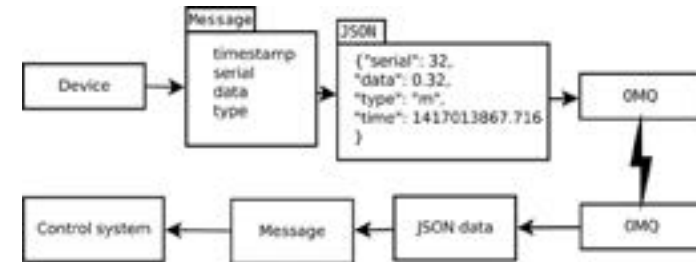 Message
JSON
Device
timestamp
serial
data
type
{"serial": 32,
"data": 0.32,
"type": "m",
"time": 1417013867.716
}
0MQ
Control system
Message
JSON data
0MQ